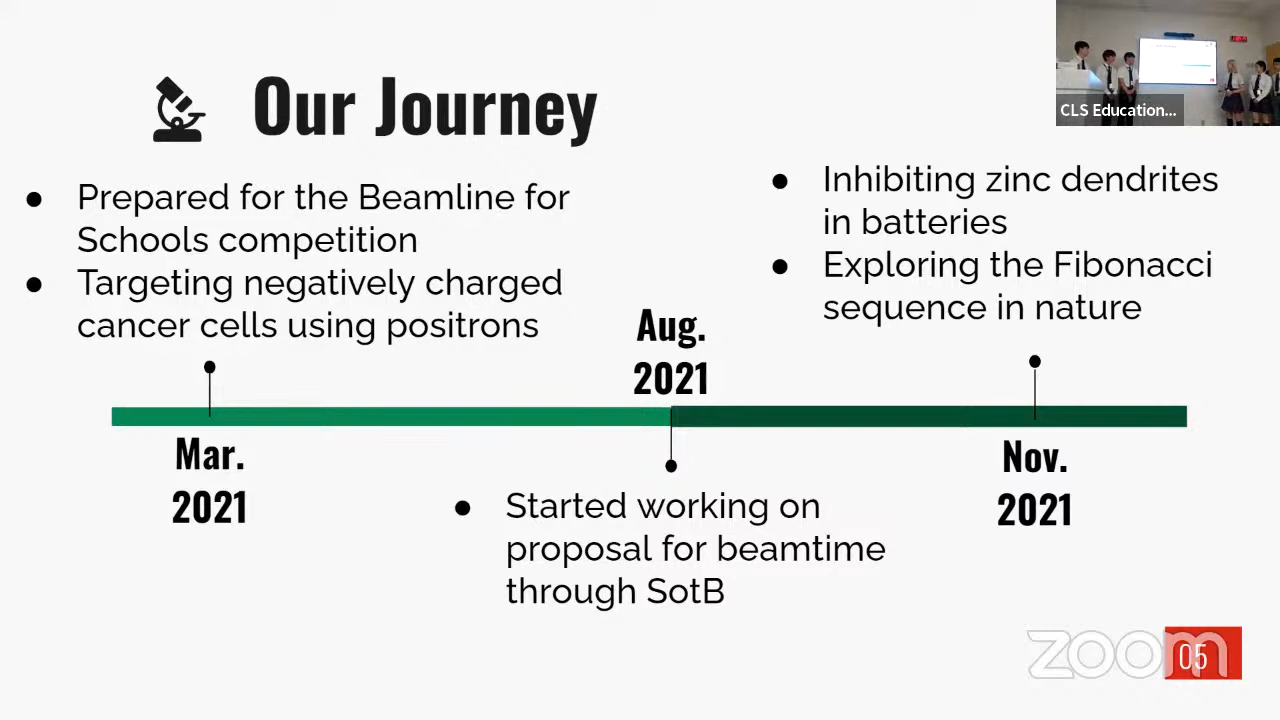 Our Journey
CLS Education...
● Prepared for the Beamline for
Schools competition
● Targeting negatively charged
cancer cells using positrons
● Inhibiting zinc dendrites
in batteries
● Exploring the Fibonacci
sequence in nature
Aug.
2021
Mar.
2021
Nov.
2021
● Started working on
proposal for beamtime
through SotB
zoom
05